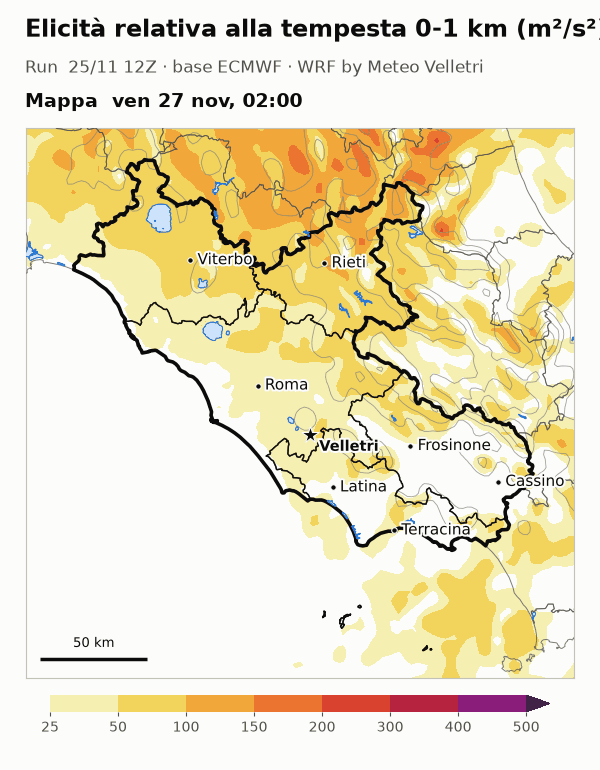 Elicità relativa alla tempesta 0-1 km (m²/s²)
Run  25/11 12Z · base ECMWF · WRF by Meteo Velletri
Mappa  ven 27 nov, 02:00
Viterbo
Rieti
Roma
Velletri
Frosinone
Latina
Cassino
Terracina
50 km
25 50 100 150 200 300 400 500